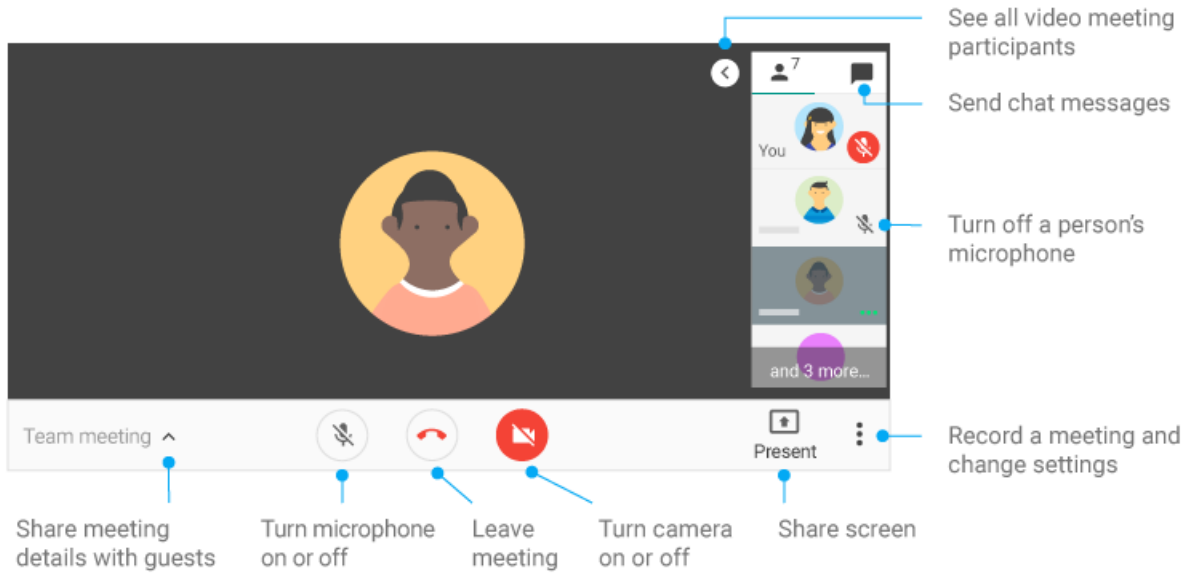 See all video meeting
participants
7
Send chat messages
You
Turn off a person's
microphone
and 3 more...
Team meeting
Present
Record a meeting and
change settings
Share meeting
details with guests
Turn microphone
on or off
Leave
meeting
Turn camera
on or off
Share screen